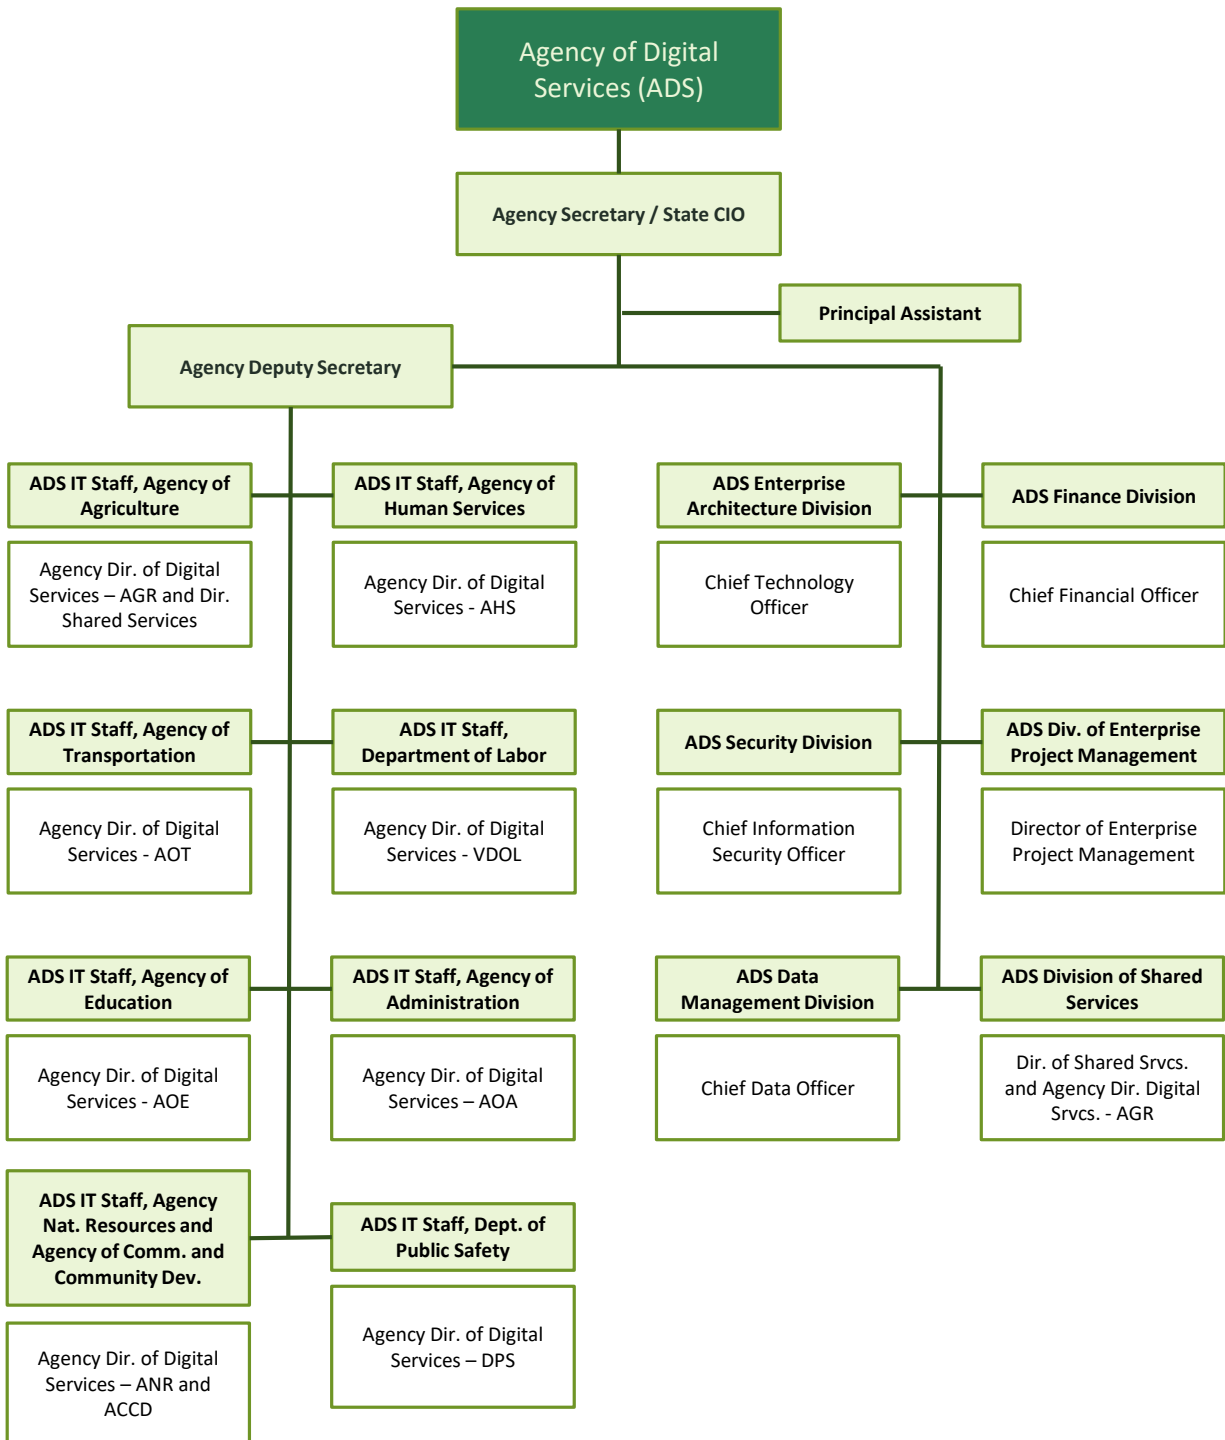 Agency of Digital
Services (ADS)
Agency Secretary / State CIO
Principal Assistant
Agency Deputy Secretary
ADS IT Staff, Agency of
Agriculture
Agency Dir. of Digital
Services – AGR and Dir.
Shared Services
ADS IT Staff, Agency of
Human Services
Agency Dir. of Digital
Services - AHS
ADS Enterprise
Architecture Division
Chief Technology
Officer
ADS Finance Division
Chief Financial Officer
ADS IT Staff, Agency of
Transportation
Agency Dir. of Digital
Services - AOT
ADS IT Staff,
Department of Labor
Agency Dir. of Digital
Services - VDOL
ADS Security Division
Chief Information
Security Officer
ADS Div. of Enterprise
Project Management
Director of Enterprise
Project Management
ADS IT Staff, Agency of
Education
Agency Dir. of Digital
Services - AOE
ADS IT Staff, Agency of
Administration
Agency Dir. of Digital
Services – AOA
ADS Data
Management Division
Chief Data Officer
ADS Division of Shared
Services
Dir. of Shared Srvcs.
and Agency Dir. Digital
Srvcs. - AGR
ADS IT Staff, Agency
Nat. Resources and
Agency of Comm. and
Community Dev.
Agency Dir. of Digital
Services – ANR and
ACCD
ADS IT Staff, Dept. of
Public Safety
Agency Dir. of Digital
Services – DPS